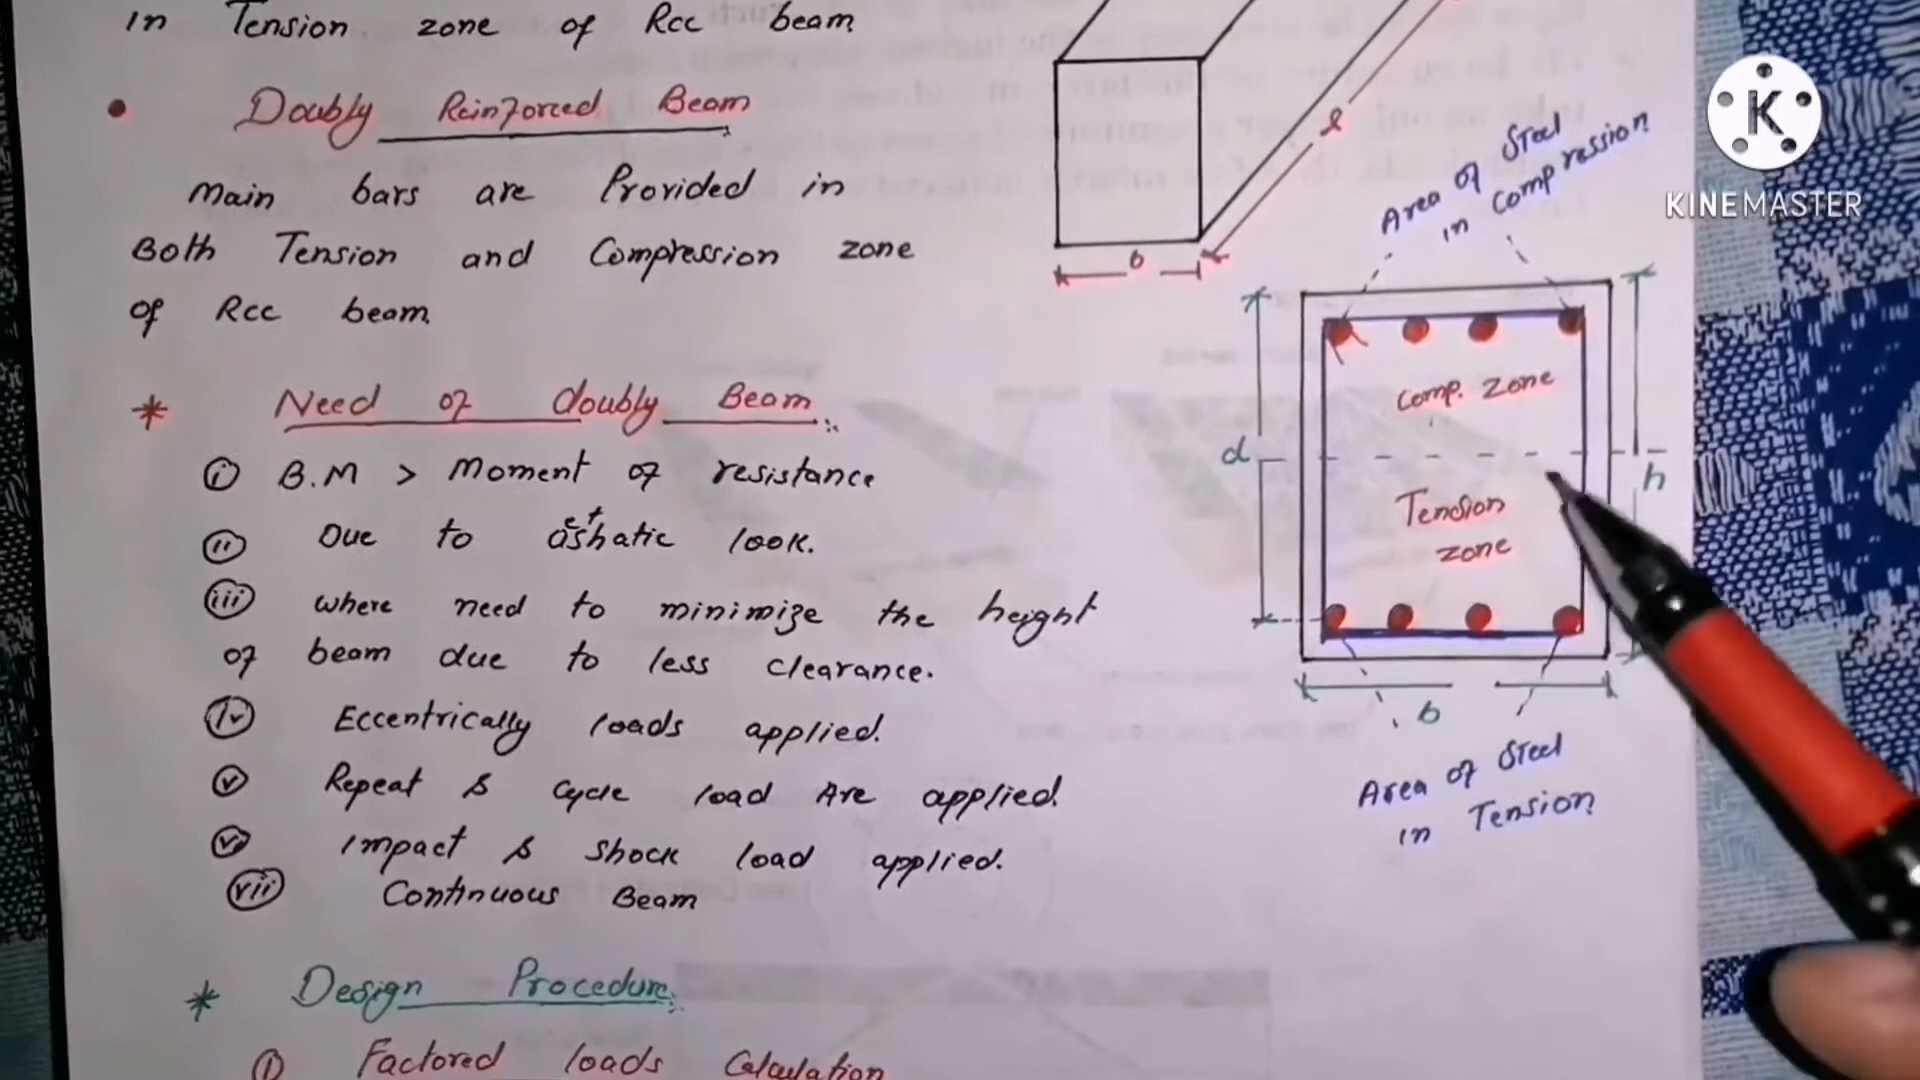 in Tension zone of Rcc beam
Doubly Reinforced Beam
main bars are Provided in
Both Tension and Compression zone
of Rcc beam
* Need of doubly Beam
(i) B.M > Moment of resistance
(ii) Due to asthatic look.
(iii) where need to minimize the height
of beam due to less clearance.
(iv) Eccentrically loads applied.
(v) Repeat & Cycle load Are applied.
(v) Impact & shock load applied.
(vii) Continuous Beam
* Design Procedure
(1) Factored loads Calculation
l
b
Area of Steel
in Compression
Comp. Zone
d
h
Tension
zone
b
Area of Steel
in Tension
K
KINEMASTER